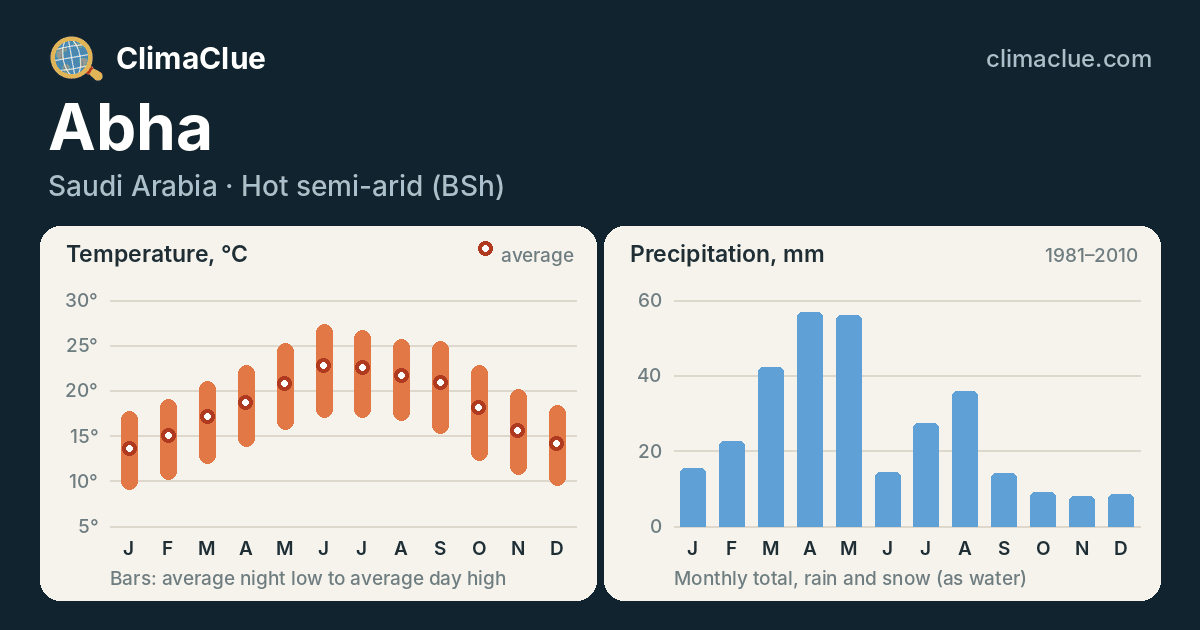 ClimaClue
climaclue.com
Abha
Saudi Arabia · Hot semi-arid (BSh)
Temperature, °C
average
30°
25°
20°
15°
10°
5°
J F M A M J J A S O N D
Bars: average night low to average day high
Precipitation, mm
1981–2010
60
40
20
0
J F M A M J J A S O N D
Monthly total, rain and snow (as water)